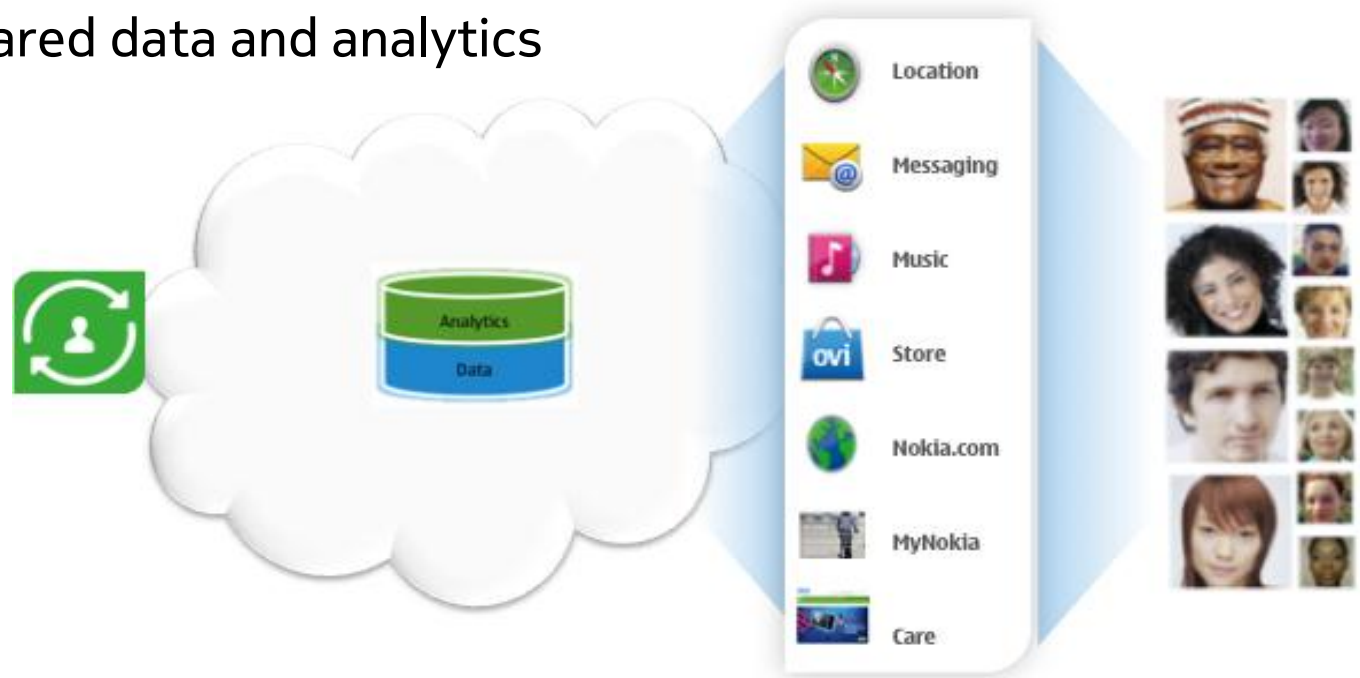 ared data and analytics
Analytics
Data
Location
@
Messaging
Music
ovi
Store
Nokia.com
MyNokia
Care